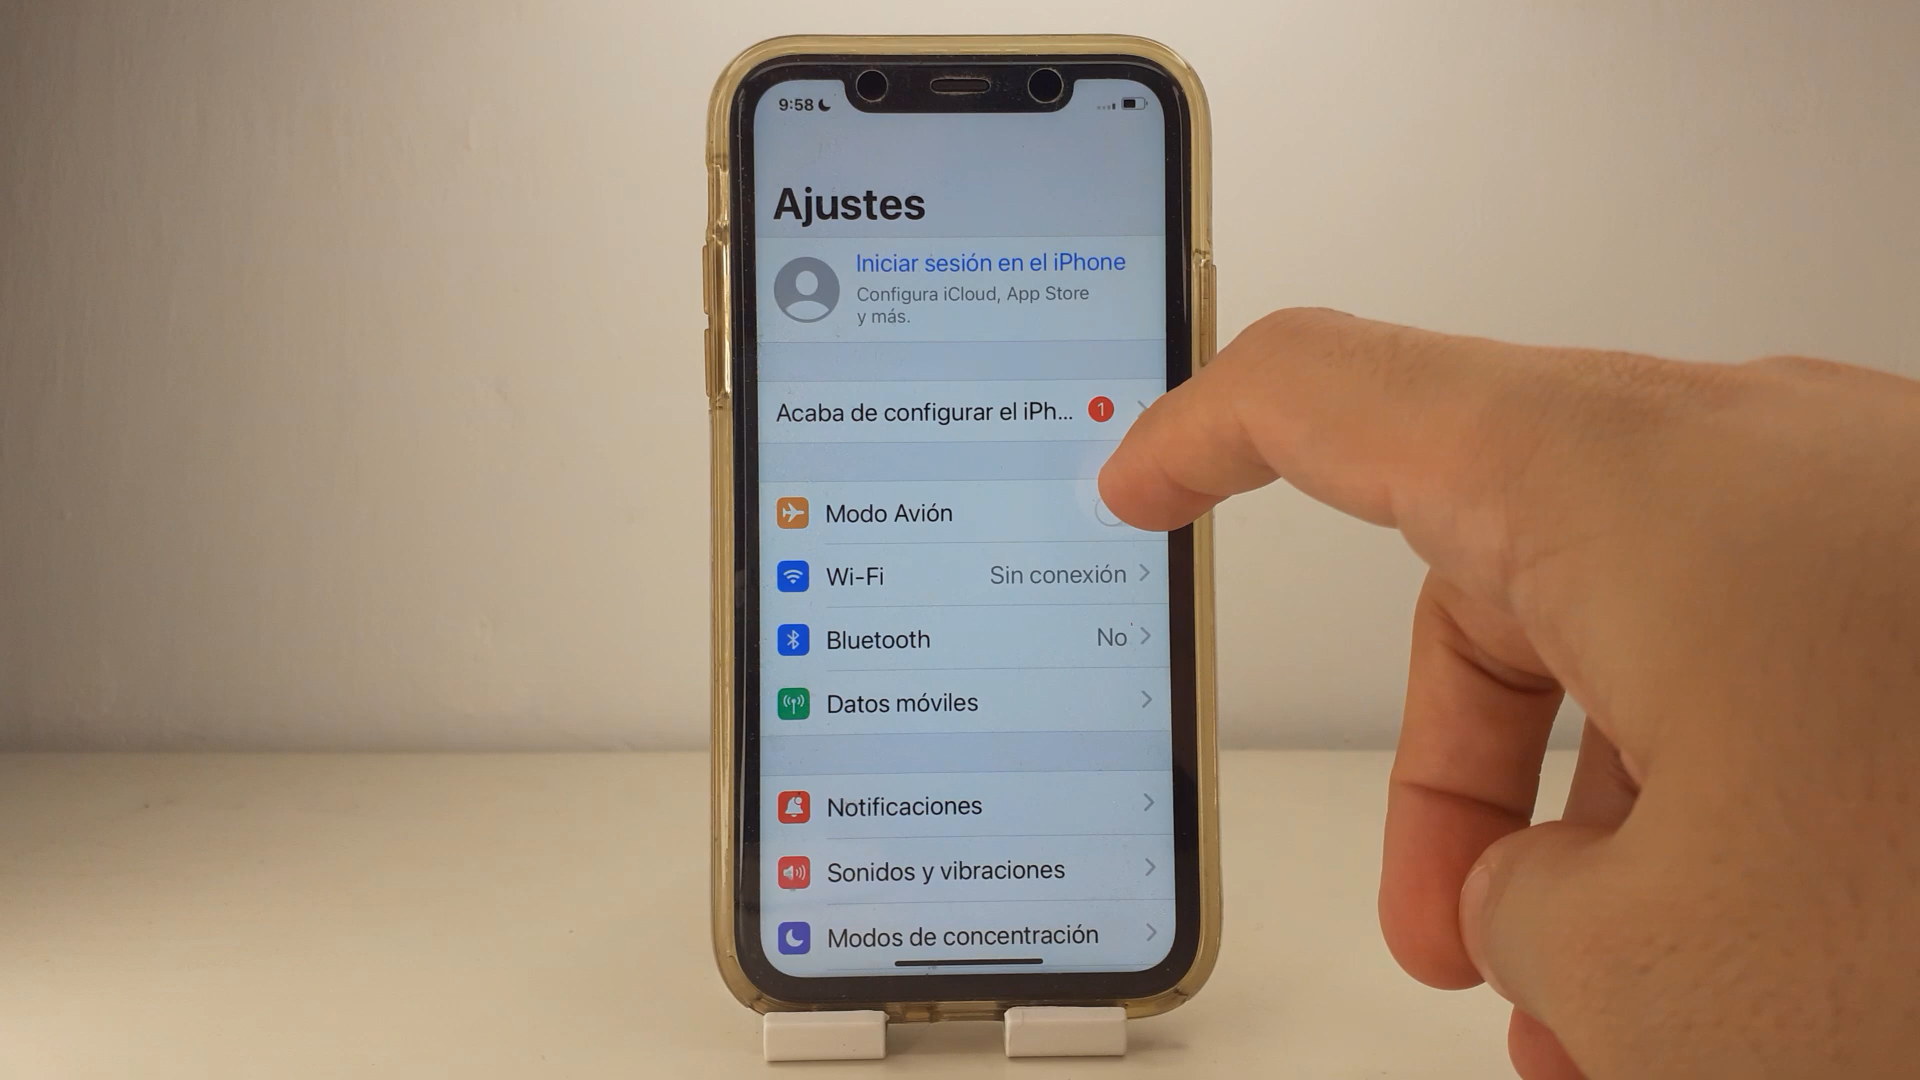 9:58
Ajustes
Iniciar sesión en el iPhone
Configura iCloud, App Store
y más.
Acaba de configurar el iPh... 1
Modo Avión
Wi-Fi Sin conexión
Bluetooth No
Datos móviles
Notificaciones
Sonidos y vibraciones
Modos de concentración